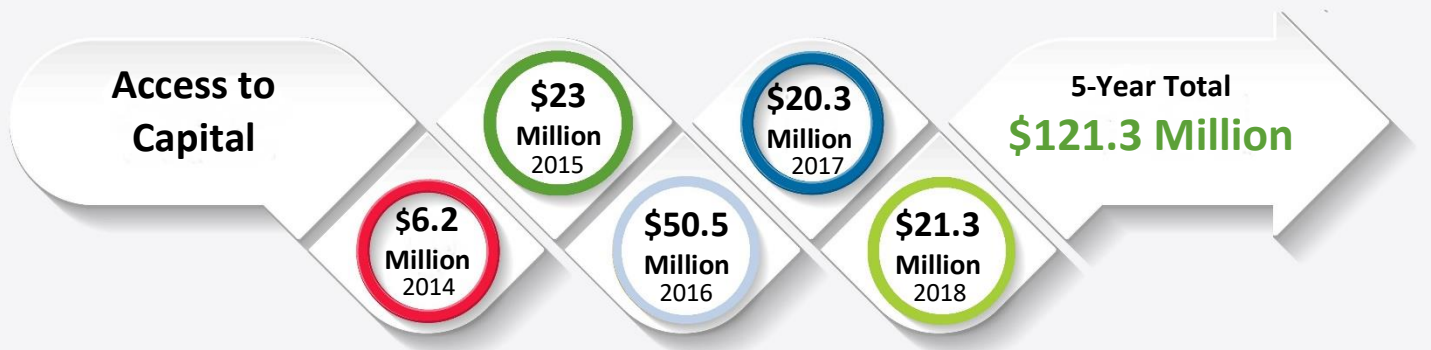 Access to
Capital
$6.2
Million
2014
$23
Million
2015
$50.5
Million
2016
$20.3
Million
2017
$21.3
Million
2018
5-Year Total
$121.3 Million